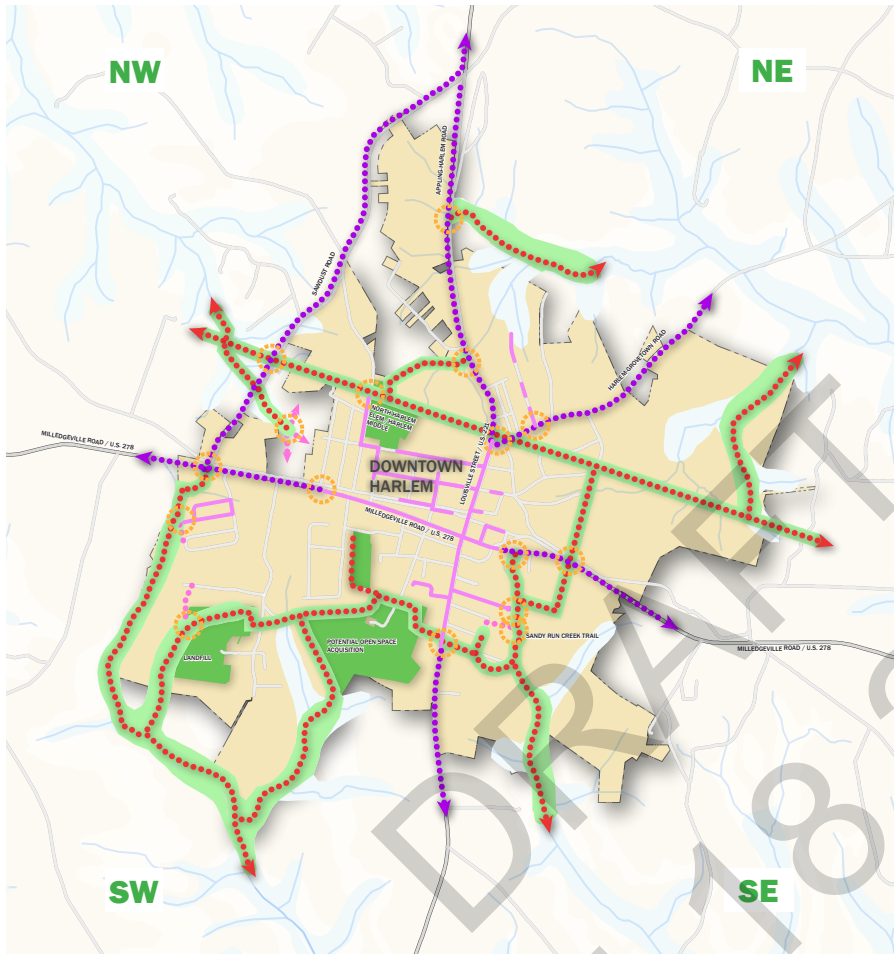 NW
NE
APPLING-HARLEM ROAD
SAWDUST ROAD
HARLEM-GROVETOWN ROAD
NORTH HARLEM
ELEM - HARLEM
MIDDLE
LOUISVILLE STREET / U.S. 221
MILLEDGEVILLE ROAD / U.S. 278
DOWNTOWN
HARLEM
MILLEDGEVILLE ROAD / U.S. 278
SANDY RUN CREEK TRAIL
POTENTIAL OPEN SPACE
ACQUISITION
MILLEDGEVILLE ROAD / U.S. 278
LANDFILL
SW
SE
DRAFT
18